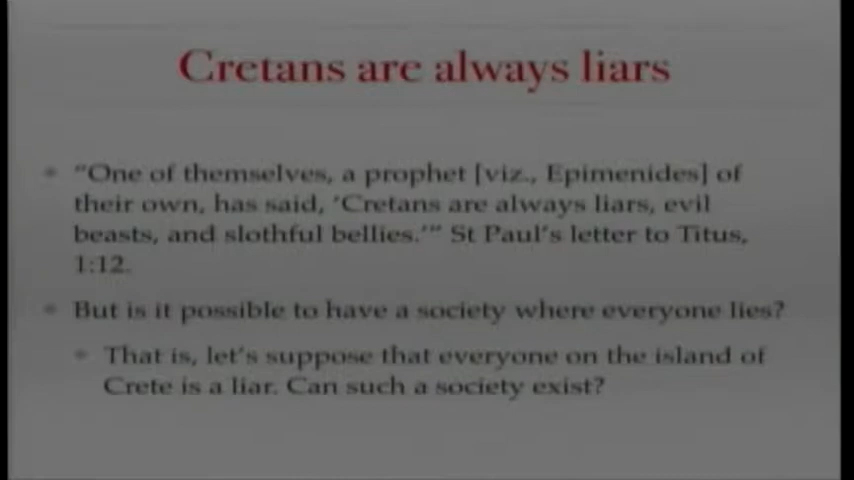 Cretans are always liars
"One of themselves, a prophet [viz., Epimenides] of
their own, has said, 'Cretans are always liars, evil
beasts, and slothful bellies.'" St Paul's letter to Titus,
1:12.
But is it possible to have a society where everyone lies?
That is, let's suppose that everyone on the island of
Crete is a liar. Can such a society exist?